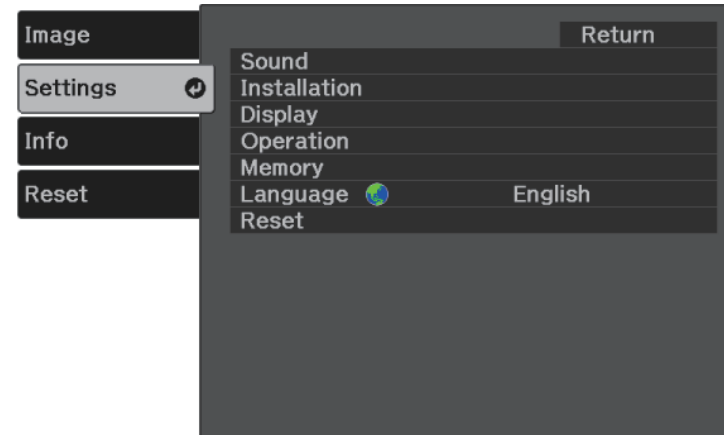 Image
Settings
Info
Reset
Return
Sound
Installation
Display
Operation
Memory
Language English
Reset